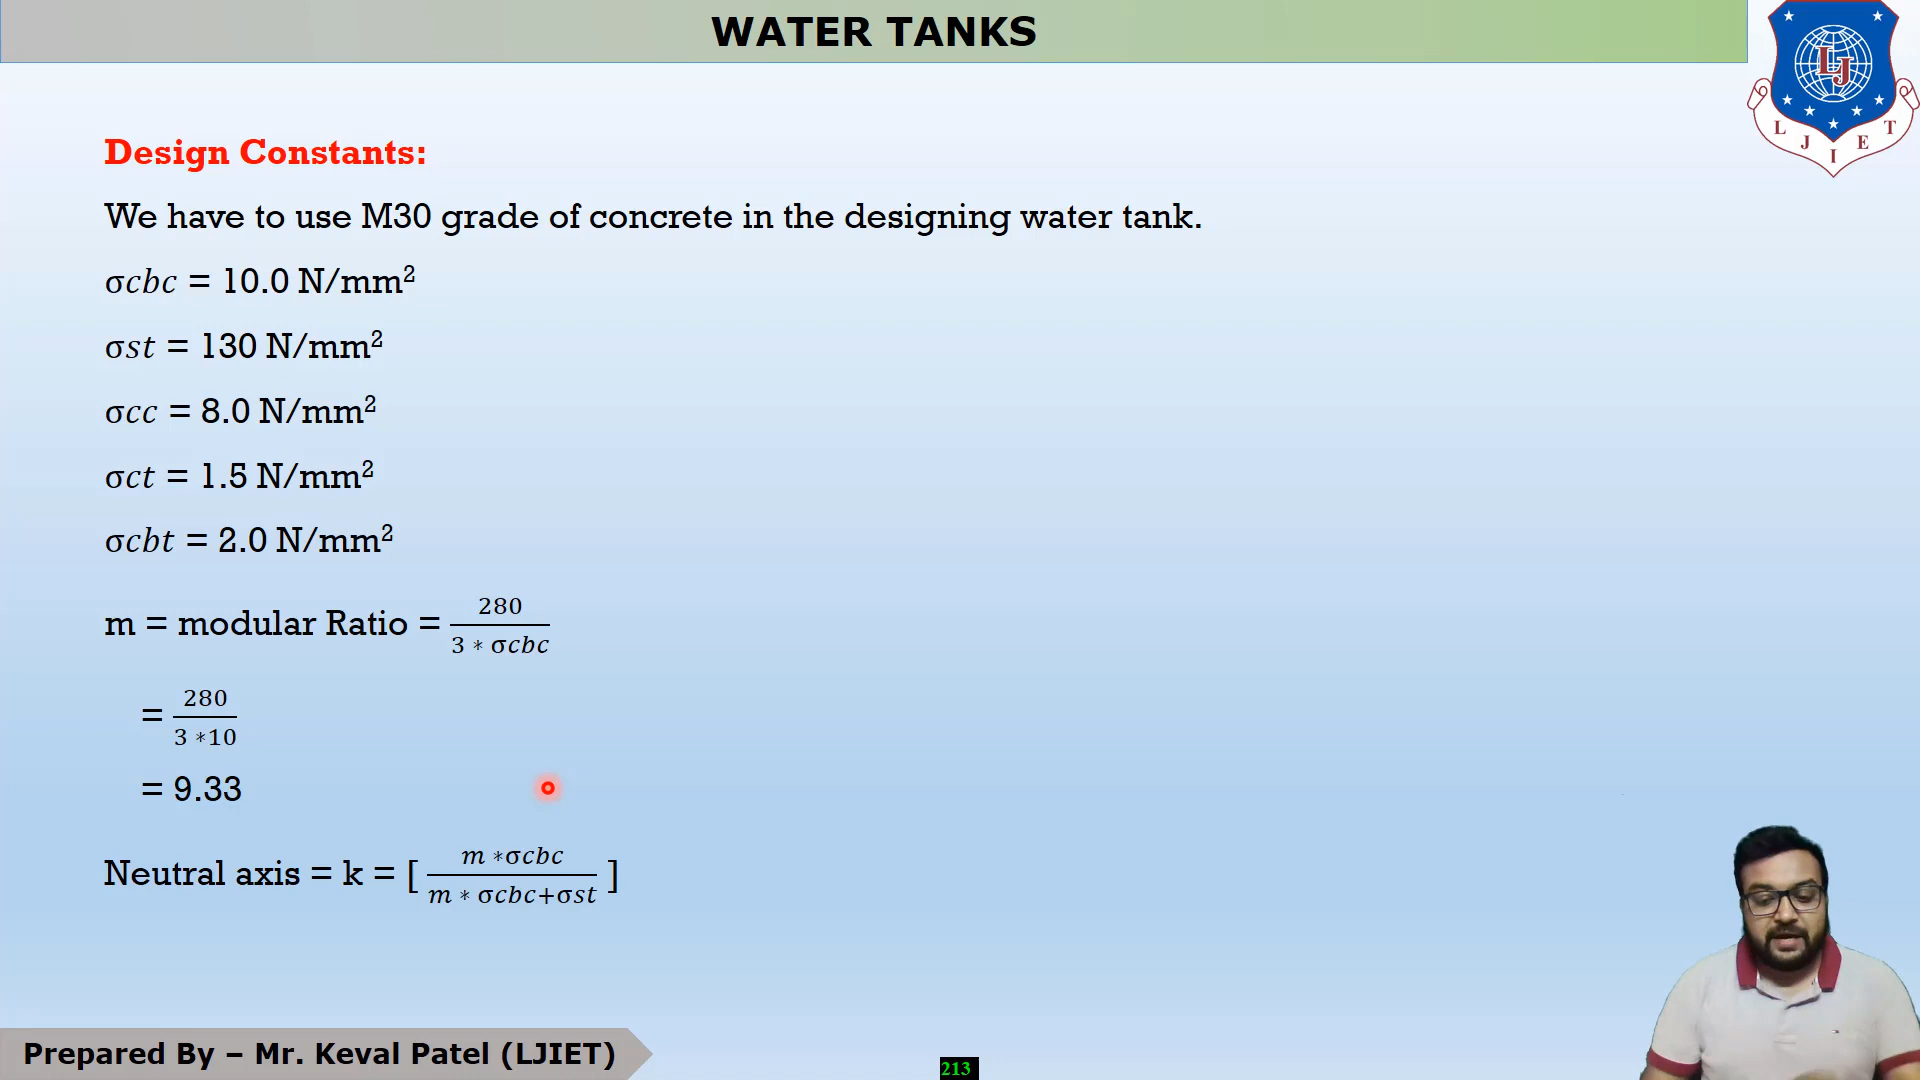 WATER TANKS
LJ
L J I E T
Design Constants:
We have to use M30 grade of concrete in the designing water tank.
σcbc = 10.0 N/mm²
σst = 130 N/mm²
σcc = 8.0 N/mm²
σct = 1.5 N/mm²
σcbt = 2.0 N/mm²
m = modular Ratio = 280 / 3 * σcbc
= 280 / 3 *10
= 9.33
Neutral axis = k = [ m *σcbc / m * σcbc+σst ]
Prepared By – Mr. Keval Patel (LJIET)
213